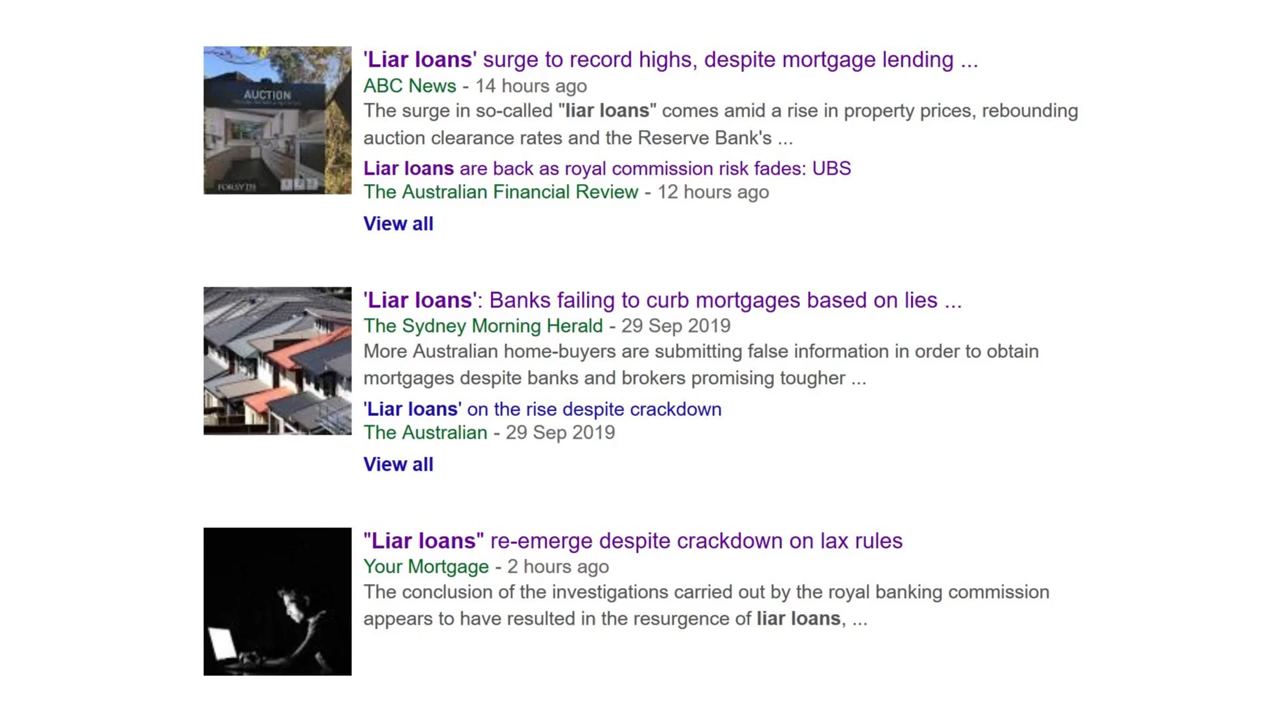 'Liar loans' surge to record highs, despite mortgage lending ...
ABC News - 14 hours ago
The surge in so-called "liar loans" comes amid a rise in property prices, rebounding
auction clearance rates and the Reserve Bank's ...
Liar loans are back as royal commission risk fades: UBS
The Australian Financial Review - 12 hours ago
View all
AUCTION
FORSYTH
'Liar loans': Banks failing to curb mortgages based on lies ...
The Sydney Morning Herald - 29 Sep 2019
More Australian home-buyers are submitting false information in order to obtain
mortgages despite banks and brokers promising tougher ...
'Liar loans' on the rise despite crackdown
The Australian - 29 Sep 2019
View all
"Liar loans" re-emerge despite crackdown on lax rules
Your Mortgage - 2 hours ago
The conclusion of the investigations carried out by the royal banking commission
appears to have resulted in the resurgence of liar loans, ...